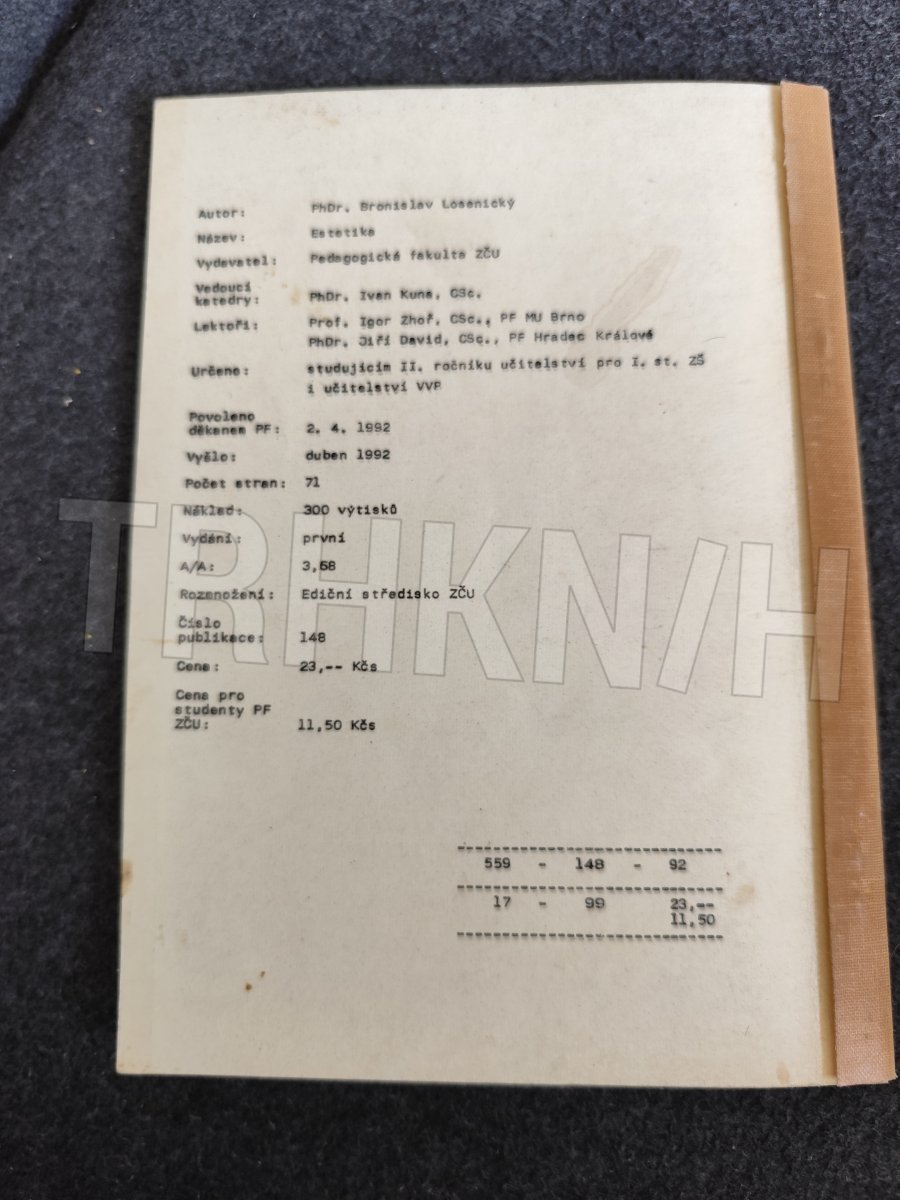 Autor: PhDr. Bronislav Losenický
Název: Estetika
Vydavatel: Pedagogická fakulta ZČU
Vedoucí
katedry: PhDr. Ivan Kuna, CSc.
Lektoři: Prof. Igor Zhoř, CSc., PF MU Brno
PhDr. Jiří David, CSc., PF Hradec Králové
Určeno: studujícím II. ročníku učitelství pro I. st. ZŠ
i učitelství VVP
Povoleno
děkanem PF: 2. 4. 1992
Vyšlo: duben 1992
Počet stran: 71
Náklad: 300 výtisků
Vydání: první
A/A: 3,68
Rozmnožení: Ediční středisko ZČU
Číslo
publikace: 148
Cena: 23,-- Kčs
Cena pro
studenty PF
ZČU: 11,50 Kčs
559 - 148 - 92
17 - 99 23,--
11,50
TRHKN/H